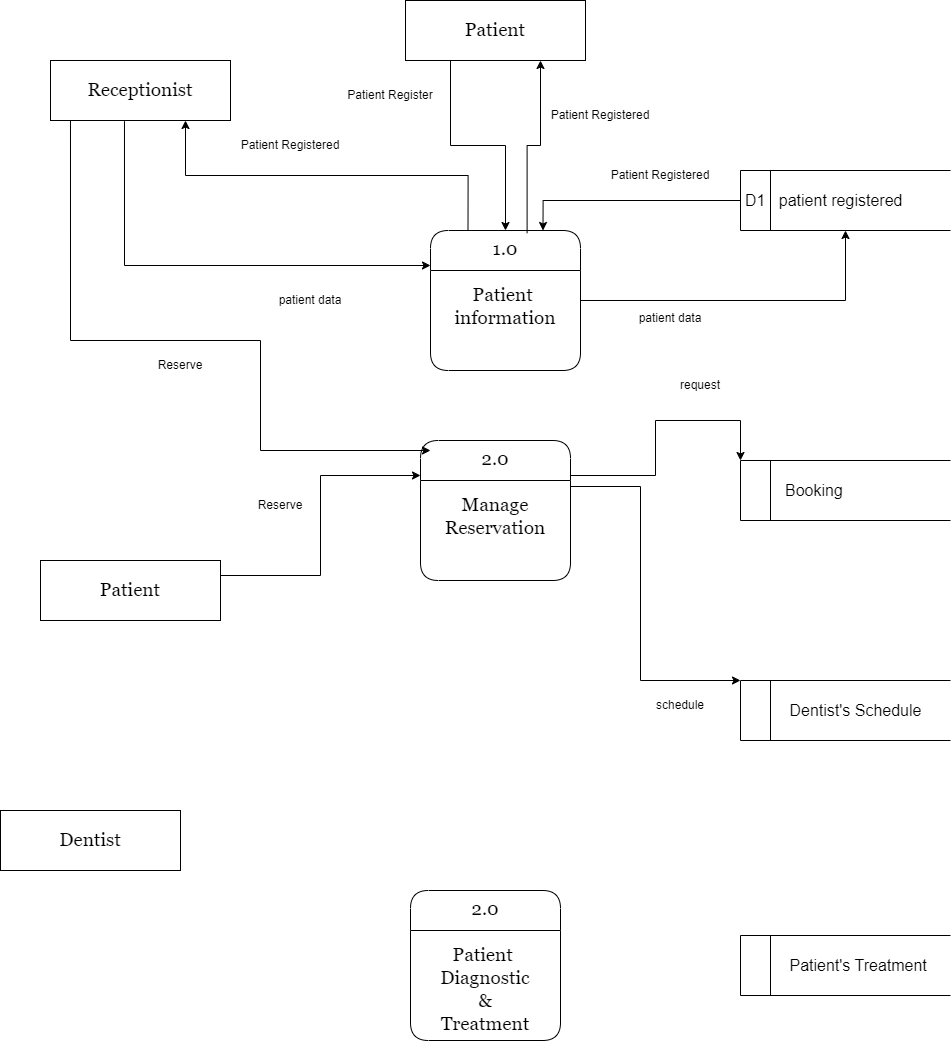 Patient
Receptionist
Patient Register
Patient Registered
Patient Registered
Patient Registered
D1 patient registered
1.0
Patient
information
patient data
patient data
Reserve
request
2.0
Manage
Reservation
Booking
Reserve
Patient
schedule
Dentist's Schedule
Dentist
2.0
Patient
Diagnostic
&
Treatment
Patient's Treatment